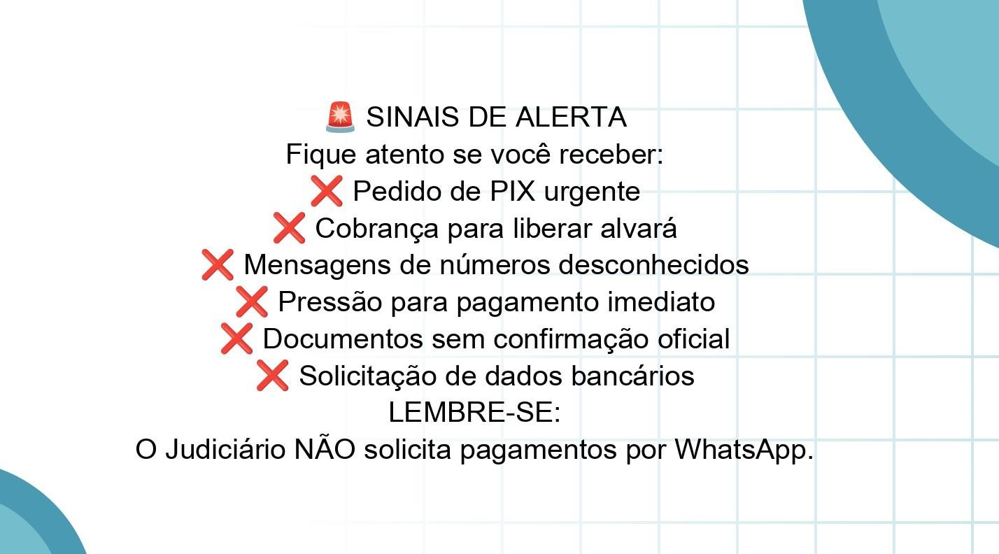 🚨 SINAIS DE ALERTA
Fique atento se você receber:
❌ Pedido de PIX urgente
❌ Cobrança para liberar alvará
❌ Mensagens de números desconhecidos
❌ Pressão para pagamento imediato
❌ Documentos sem confirmação oficial
❌ Solicitação de dados bancários
LEMBRE-SE:
O Judiciário NÃO solicita pagamentos por WhatsApp.